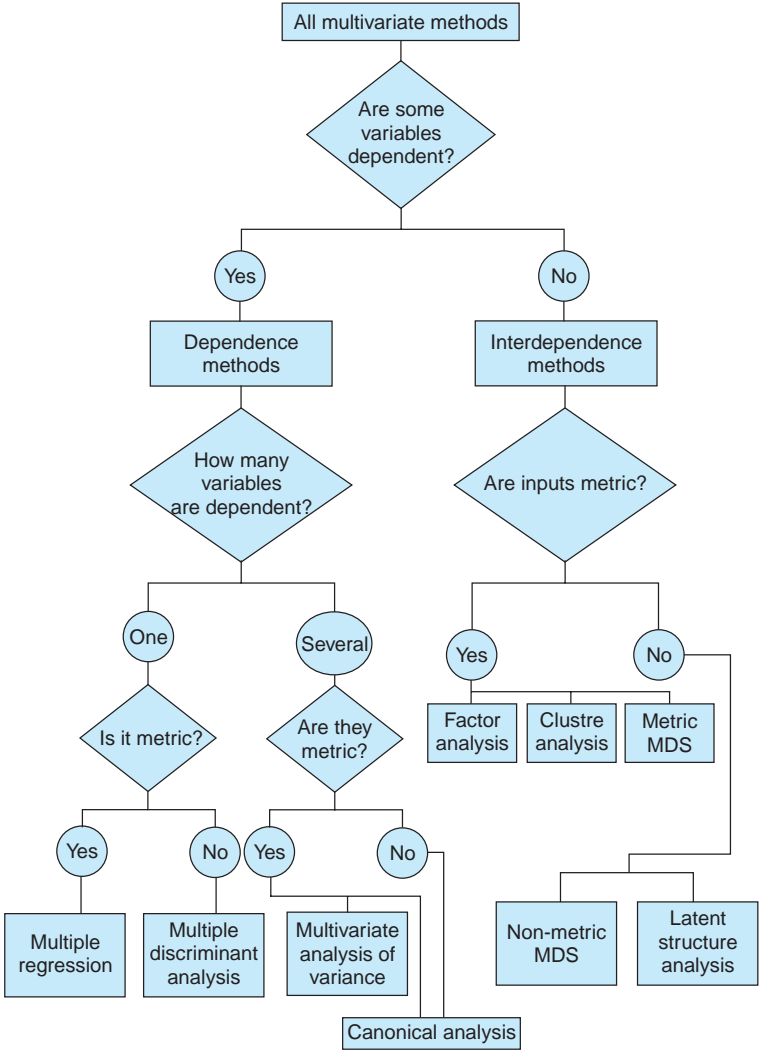 All multivariate methods
Are some
variables
dependent?
Yes
No
Dependence
methods
Interdependence
methods
How many
variables
are dependent?
Are inputs metric?
One
Several
Yes
No
Is it metric?
Are they
metric?
Factor
analysis
Clustre
analysis
Metric
MDS
Yes
No
Yes
No
Multiple
regression
Multiple
discriminant
analysis
Multivariate
analysis of
variance
Non-metric
MDS
Latent
structure
analysis
Canonical analysis